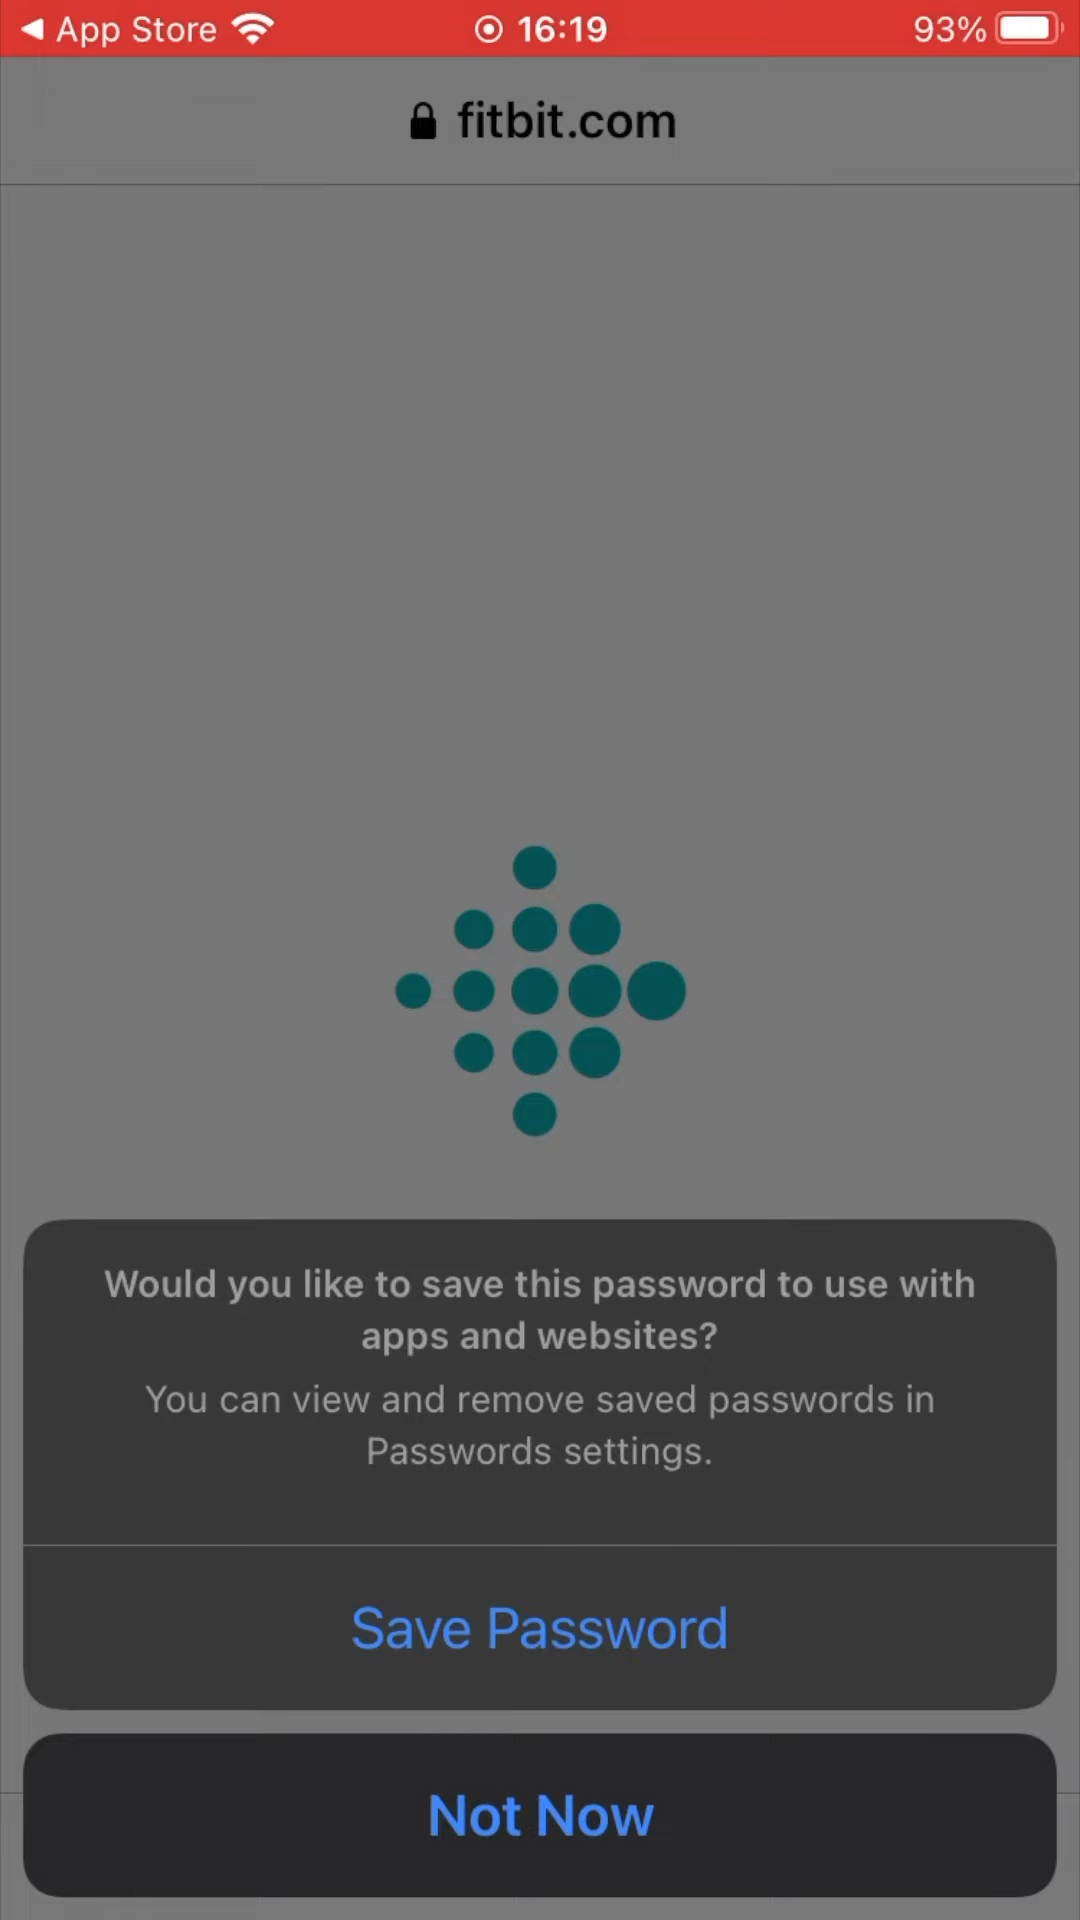 App Store 16:19 93%
fitbit.com
Would you like to save this password to use with
apps and websites?
You can view and remove saved passwords in
Passwords settings.
Save Password
Not Now